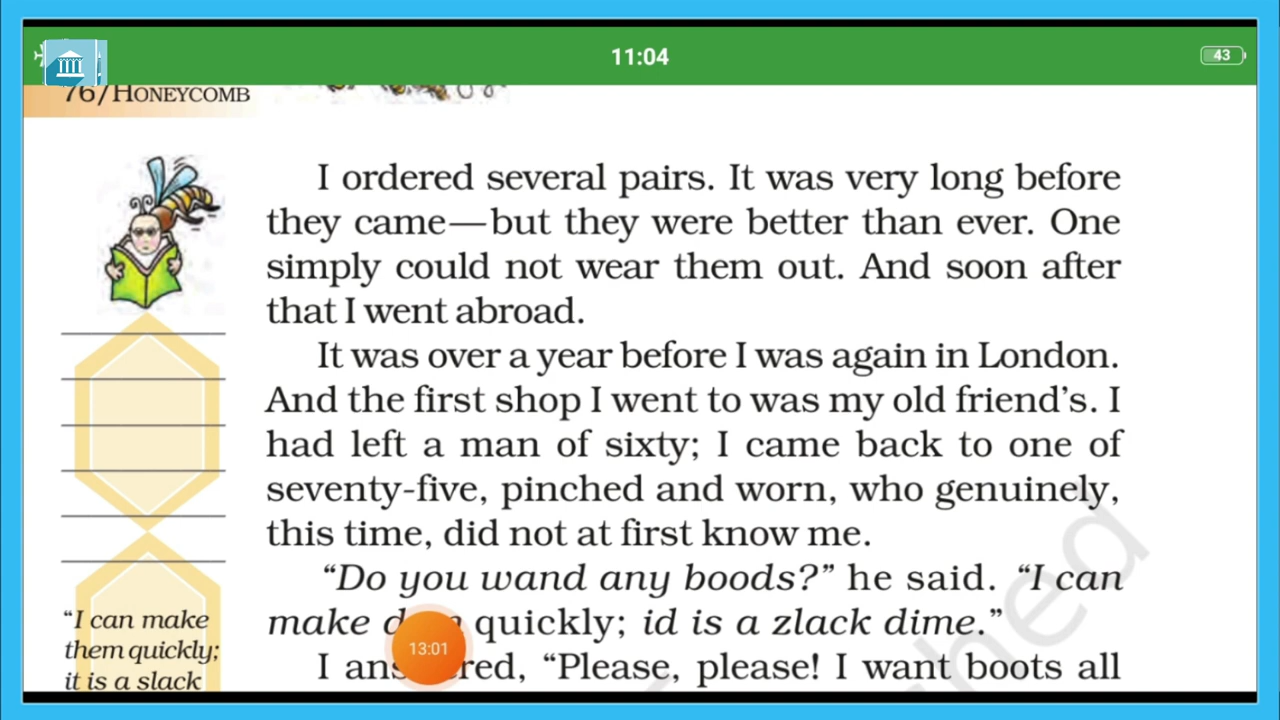 11:04
43
76/HONEYCOMB
I ordered several pairs. It was very long before
they came—but they were better than ever. One
simply could not wear them out. And soon after
that I went abroad.
It was over a year before I was again in London.
And the first shop I went to was my old friend's. I
had left a man of sixty; I came back to one of
seventy-five, pinched and worn, who genuinely,
this time, did not at first know me.
“Do you wand any boods?” he said. “I can
make quickly; id is a zlack dime.”
13:01
I “Please, please! I want boots all
“I can make
them quickly;
it is a slack